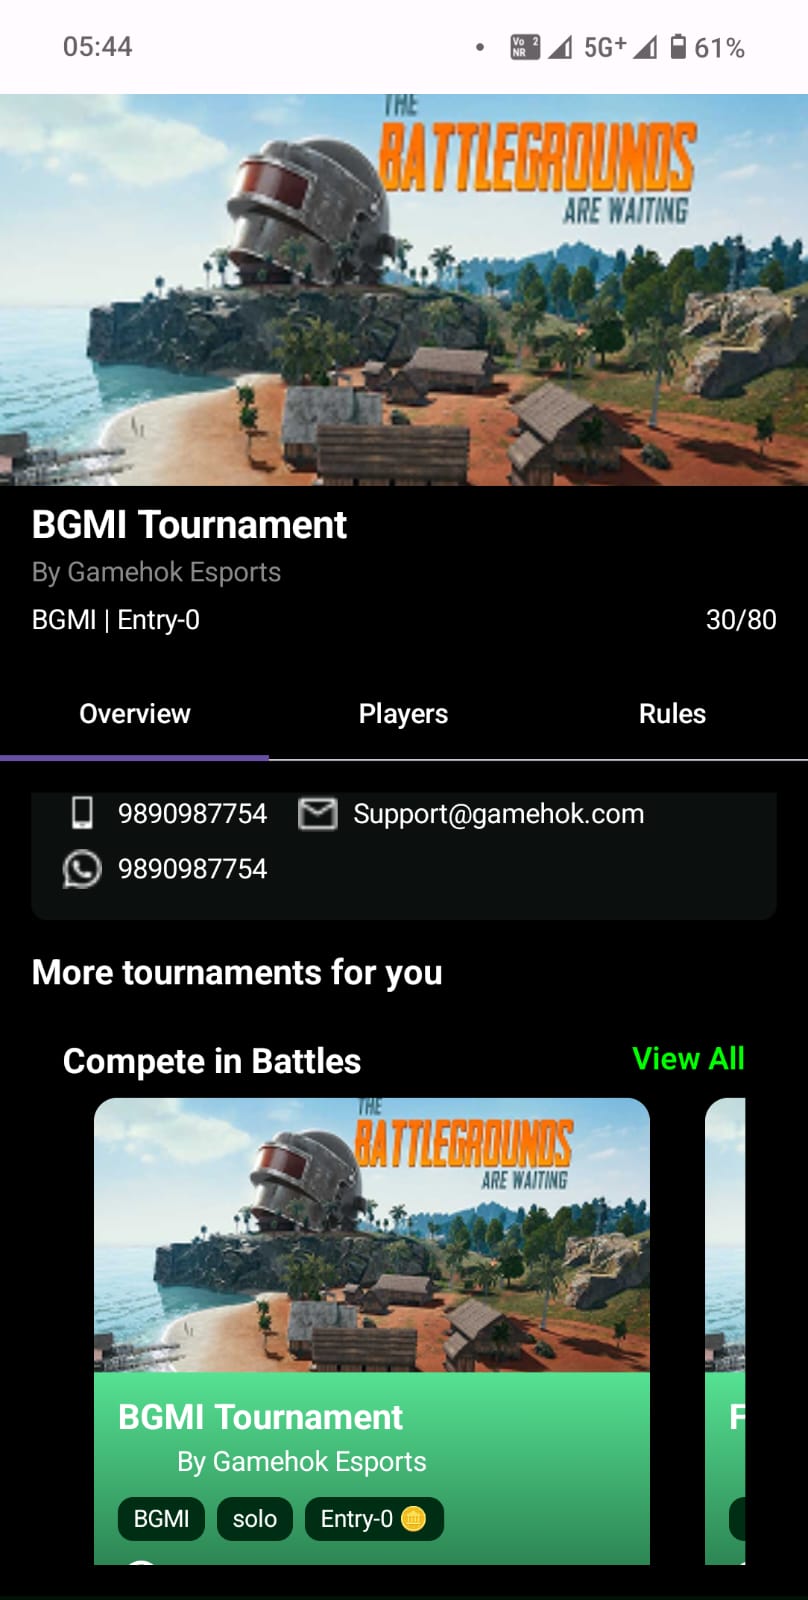 05:44
Vo 2
NR
5G+
61%
THE
BATTLEGROUNDS
ARE WAITING
BGMI Tournament
By Gamehok Esports
BGMI | Entry-0
30/80
Overview Players Rules
9890987754 Support@gamehok.com
9890987754
More tournaments for you
Compete in Battles View All
THE
BATTLEGROUNDS
ARE WAITING
BGMI Tournament
F
By Gamehok Esports
BGMI solo Entry-0